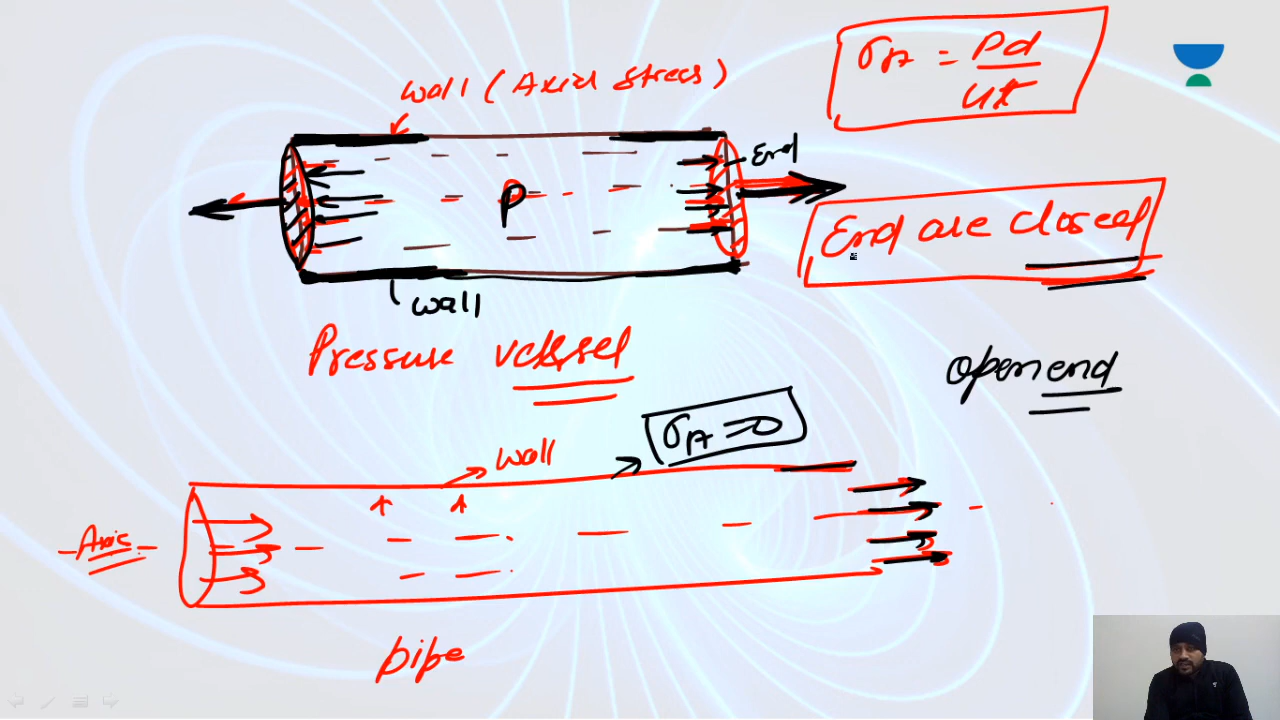 wall ( Axial stress )
σA = Pd / 4t
End
P
End are closed
wall
Pressure vessel
open end
σA = 0
wall
Axis
pipe